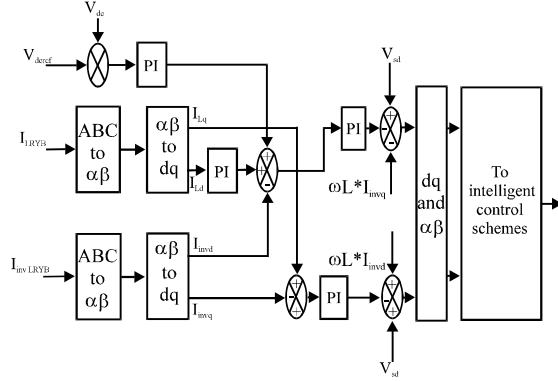 V_dc
V_dcref
PI
V_sd
I_LRYB
ABC
to
αβ
αβ
to
dq
I_Lq
I_Ld
PI
PI
ωL*I_invq
dq
and
αβ
To
intelligent
control
schemes
I_inv LRYB
ABC
to
αβ
αβ
to
dq
I_invd
I_invq
PI
ωL*I_invd
V_sd